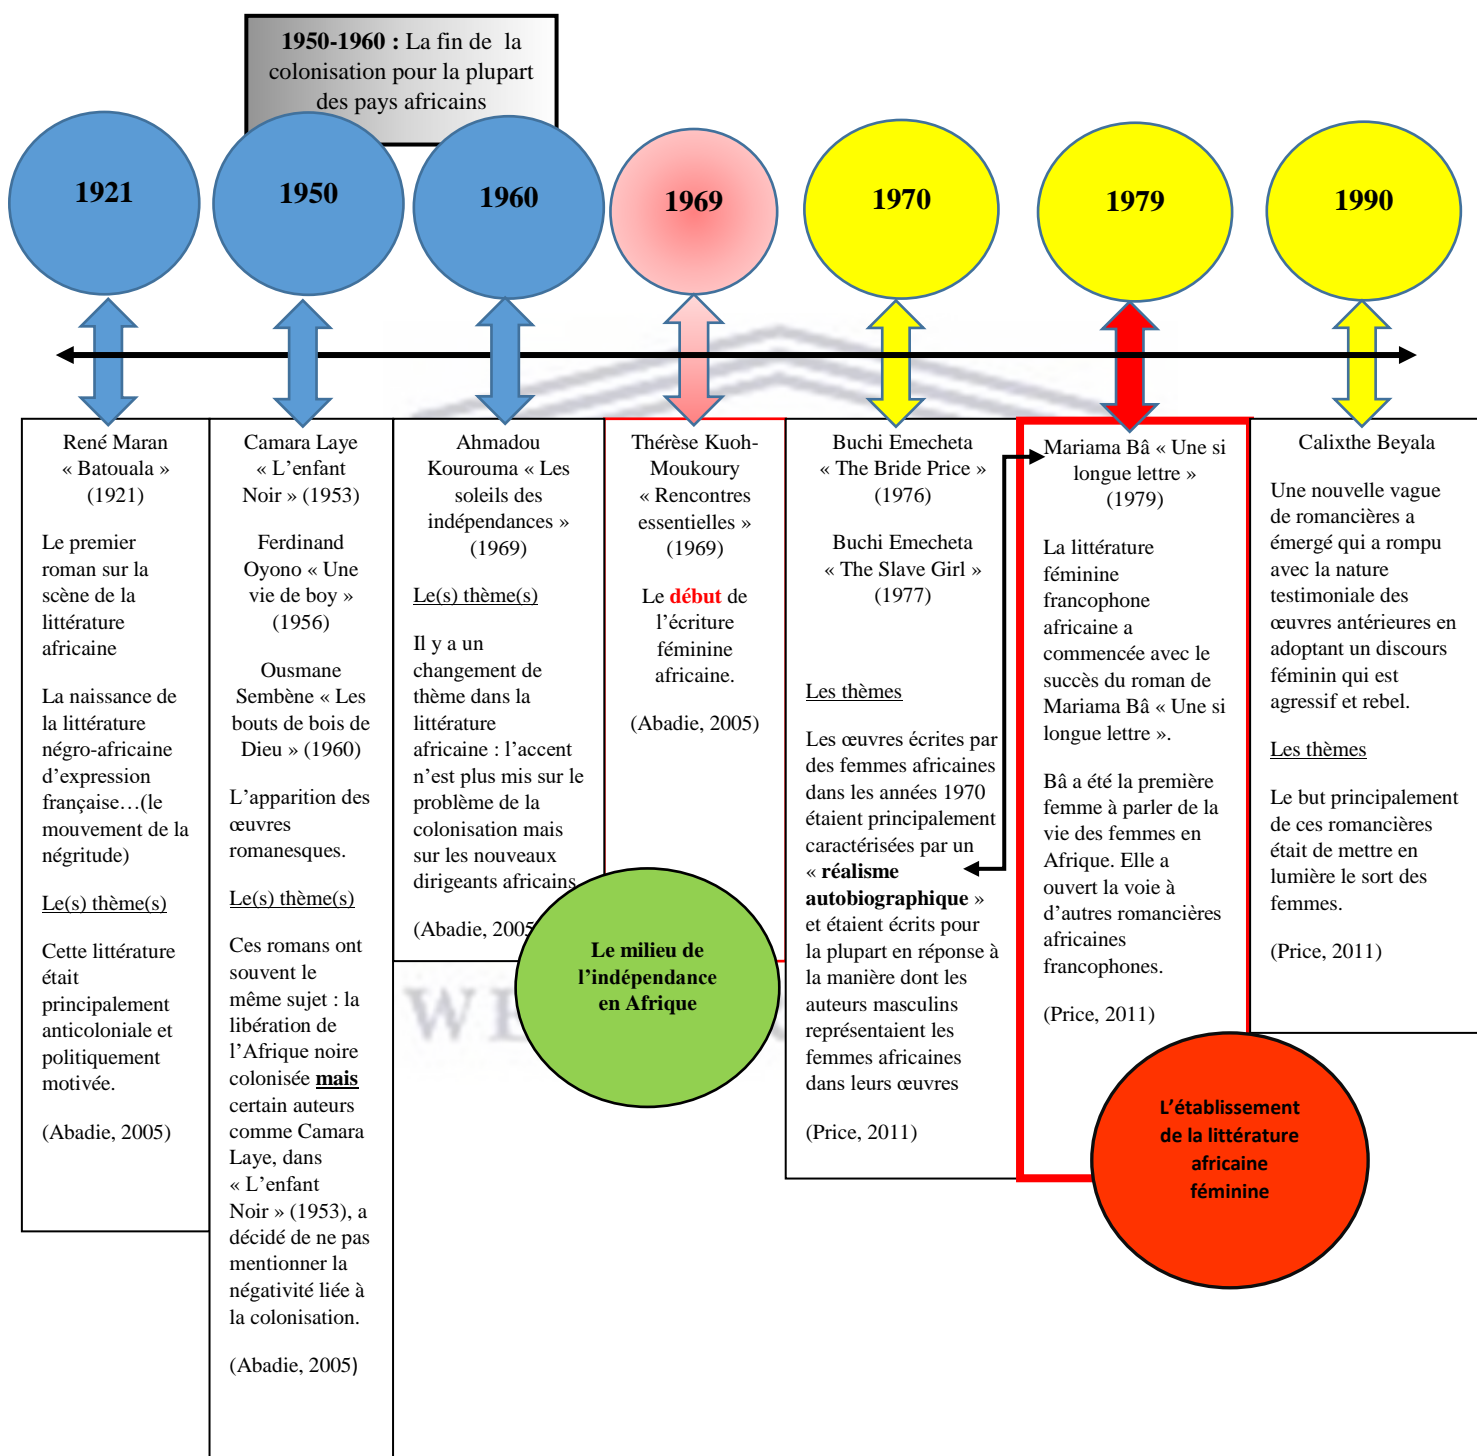 1950-1960 : La fin de la
colonisation pour la plupart
des pays africains
1921
1950
1960
1969
1970
1979
1990
René Maran
« Batouala »
(1921)
Le premier
roman sur la
scène de la
littérature
africaine
La naissance de
la littérature
négro-africaine
d’expression
française…(le
mouvement de la
négritude)
Le(s) thème(s)
Cette littérature
était
principalement
anticoloniale et
politiquement
motivée.
(Abadie, 2005)
Camara Laye
« L’enfant
Noir » (1953)
Ferdinand
Oyono « Une
vie de boy »
(1956)
Ousmane
Sembène « Les
bouts de bois de
Dieu » (1960)
L’apparition des
œuvres
romanesques.
Le(s) thème(s)
Ces romans ont
souvent le
même sujet : la
libération de
l’Afrique noire
colonisée mais
certain auteurs
comme Camara
Laye, dans
« L’enfant
Noir » (1953), a
décidé de ne pas
mentionner la
négativité liée à
la colonisation.
(Abadie, 2005)
Ahmadou
Kourouma « Les
soleils des
indépendances »
(1969)
Le(s) thème(s)
Il y a un
changement de
thème dans la
littérature
africaine : l’accent
n’est plus mis sur le
problème de la
colonisation mais
sur les nouveaux
dirigeants africains
(Abadie, 2005
Thérèse Kuoh-
Moukoury
« Rencontres
essentielles »
(1969)
Le début de
l’écriture
féminine
africaine.
(Abadie, 2005)
Le milieu de
l’indépendance
en Afrique
Buchi Emecheta
« The Bride Price »
(1976)
Buchi Emecheta
« The Slave Girl »
(1977)
Les thèmes
Les œuvres écrites par
des femmes africaines
dans les années 1970
étaient principalement
caractérisées par un
« réalisme
autobiographique »
et étaient écrits pour
la plupart en réponse à
la manière dont les
auteurs masculins
représentaient les
femmes africaines
dans leurs œuvres
(Price, 2011)
Mariama Bâ « Une si
longue lettre »
(1979)
La littérature
féminine
francophone
africaine a
commencée avec le
succès du roman de
Mariama Bâ « Une si
longue lettre ».
Bâ a été la première
femme à parler de la
vie des femmes en
Afrique. Elle a
ouvert la voie à
d’autres romancières
africaines
francophones.
(Price, 2011)
L’établissement
de la littérature
africaine
féminine
Calixthe Beyala
Une nouvelle vague
de romancières a
émergé qui a rompu
avec la nature
testimoniale des
œuvres antérieures en
adoptant un discours
féminin qui est
agressif et rebel.
Les thèmes
Le but principalement
de ces romancières
était de mettre en
lumière le sort des
femmes.
(Price, 2011)